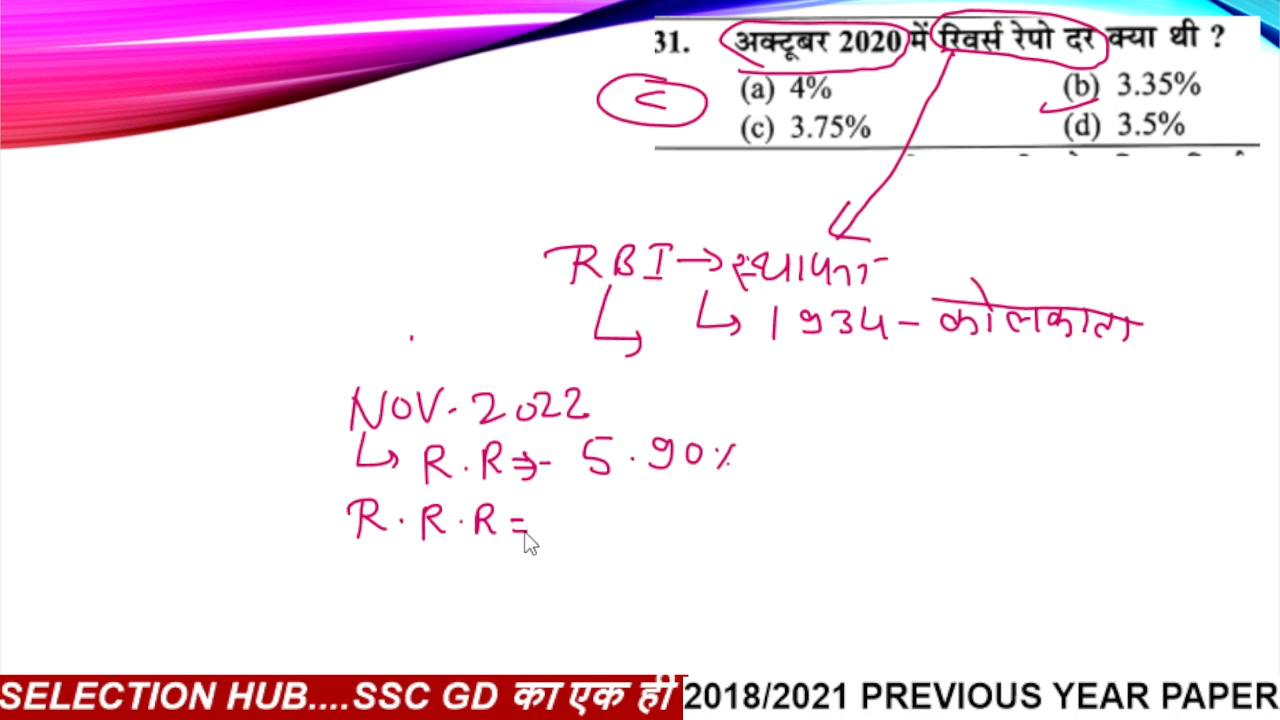 31. अक्टूबर 2020 में रिवर्स रेपो दर क्या थी ?
(a) 4% (b) 3.35%
(c) 3.75% (d) 3.5%
C
RBI → स्थापना
1934 - कोलकाता
NOV. 2022
R.R ⇒ - 5.90%
R.R.R =
SELECTION HUB....SSC GD का एक ही 2018/2021 PREVIOUS YEAR PAPER